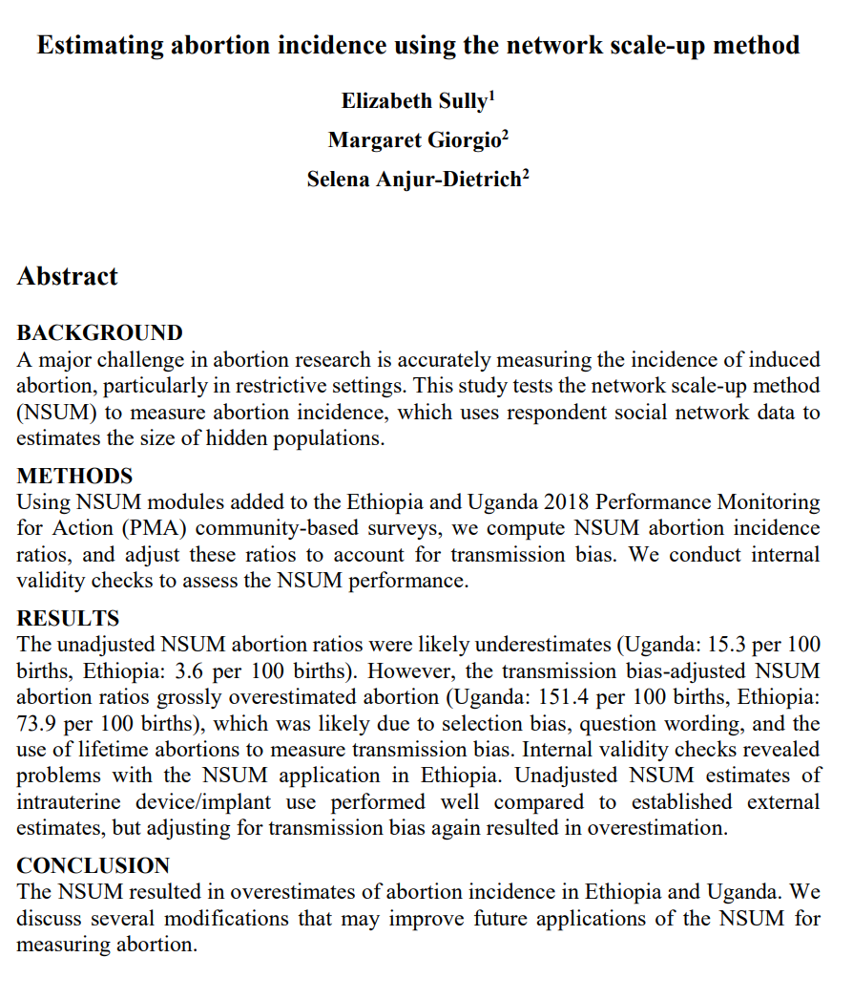 Estimating abortion incidence using the network scale-up method
Elizabeth Sully¹
Margaret Giorgio²
Selena Anjur-Dietrich²
Abstract
BACKGROUND
A major challenge in abortion research is accurately measuring the incidence of induced
abortion, particularly in restrictive settings. This study tests the network scale-up method
(NSUM) to measure abortion incidence, which uses respondent social network data to
estimates the size of hidden populations.
METHODS
Using NSUM modules added to the Ethiopia and Uganda 2018 Performance Monitoring
for Action (PMA) community-based surveys, we compute NSUM abortion incidence
ratios, and adjust these ratios to account for transmission bias. We conduct internal
validity checks to assess the NSUM performance.
RESULTS
The unadjusted NSUM abortion ratios were likely underestimates (Uganda: 15.3 per 100
births, Ethiopia: 3.6 per 100 births). However, the transmission bias-adjusted NSUM
abortion ratios grossly overestimated abortion (Uganda: 151.4 per 100 births, Ethiopia:
73.9 per 100 births), which was likely due to selection bias, question wording, and the
use of lifetime abortions to measure transmission bias. Internal validity checks revealed
problems with the NSUM application in Ethiopia. Unadjusted NSUM estimates of
intrauterine device/implant use performed well compared to established external
estimates, but adjusting for transmission bias again resulted in overestimation.
CONCLUSION
The NSUM resulted in overestimates of abortion incidence in Ethiopia and Uganda. We
discuss several modifications that may improve future applications of the NSUM for
measuring abortion.